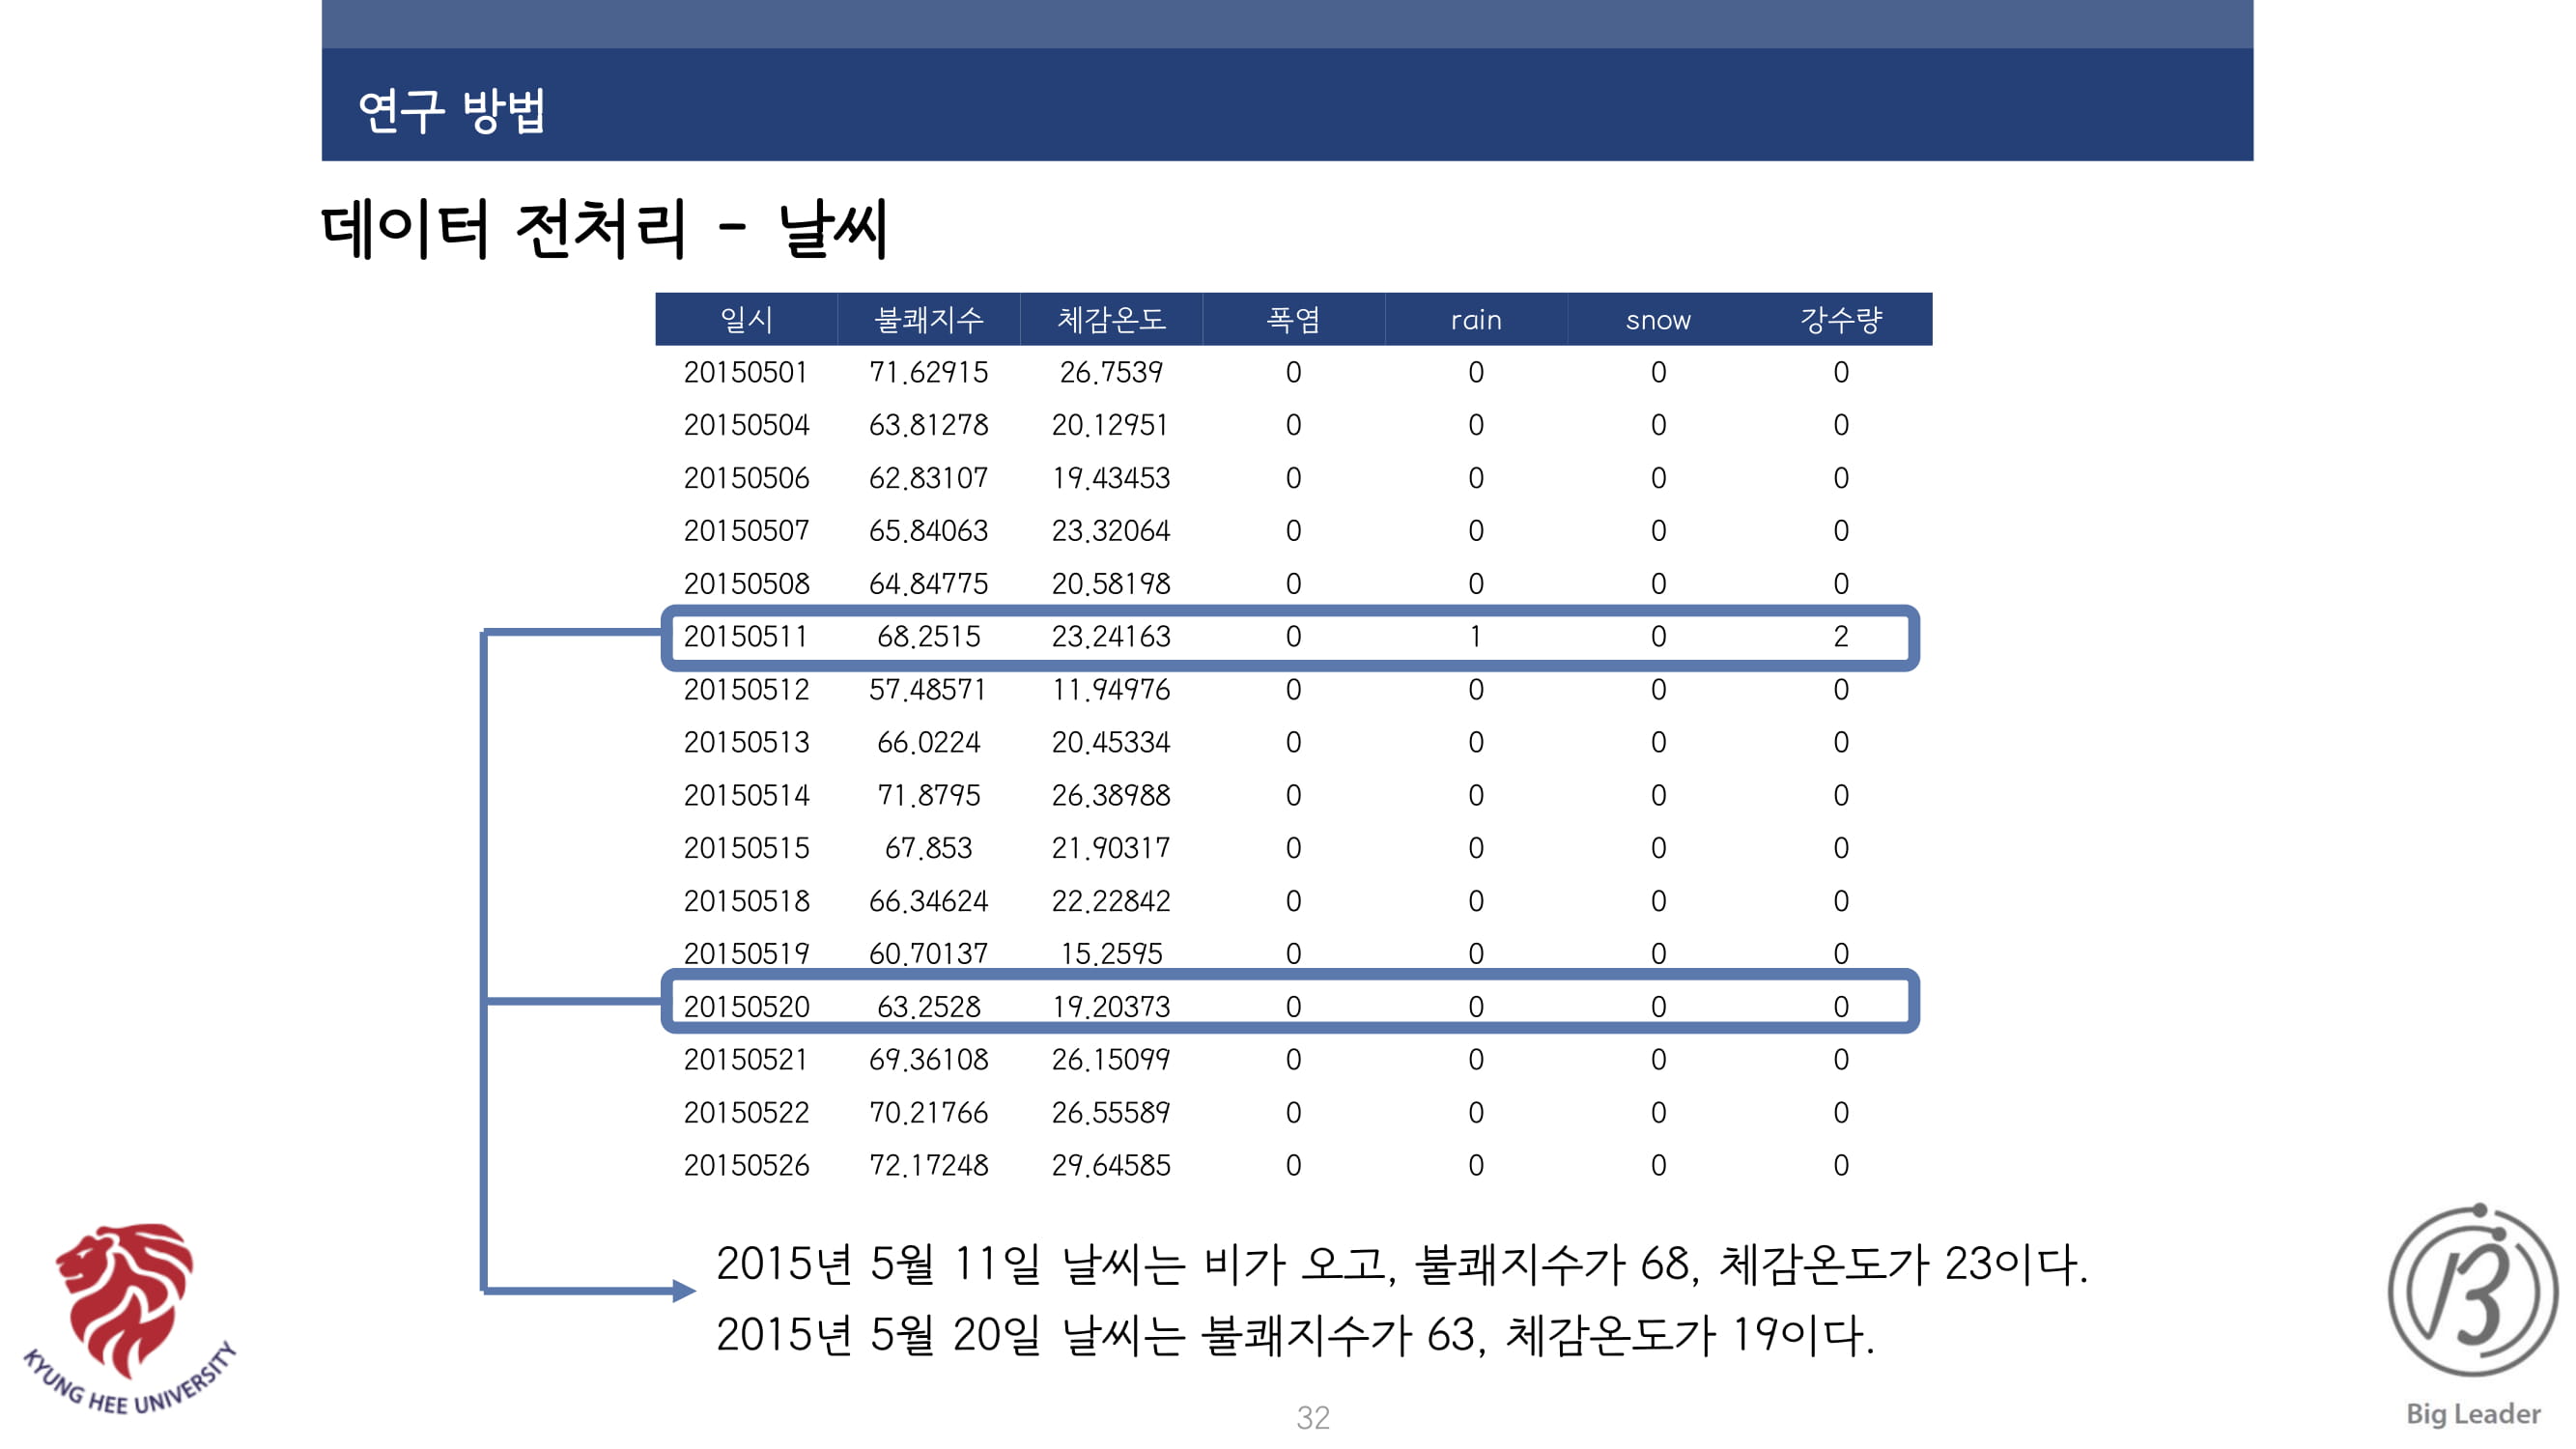 연구 방법
데이터 전처리 - 날씨
일시 불쾌지수 체감온도 폭염 rain snow 강수량
20150501 71.62915 26.7539 0 0 0 0
20150504 63.81278 20.12951 0 0 0 0
20150506 62.83107 19.43453 0 0 0 0
20150507 65.84063 23.32064 0 0 0 0
20150508 64.84775 20.58198 0 0 0 0
20150511 68.2515 23.24163 0 1 0 2
20150512 57.48571 11.94976 0 0 0 0
20150513 66.0224 20.45334 0 0 0 0
20150514 71.8795 26.38988 0 0 0 0
20150515 67.853 21.90317 0 0 0 0
20150518 66.34624 22.22842 0 0 0 0
20150519 60.70137 15.2595 0 0 0 0
20150520 63.2528 19.20373 0 0 0 0
20150521 69.36108 26.15099 0 0 0 0
20150522 70.21766 26.55589 0 0 0 0
20150526 72.17248 29.64585 0 0 0 0
2015년 5월 11일 날씨는 비가 오고, 불쾌지수가 68, 체감온도가 23이다.
2015년 5월 20일 날씨는 불쾌지수가 63, 체감온도가 19이다.
KYUNG HEE UNIVERSITY
Big Leader
32